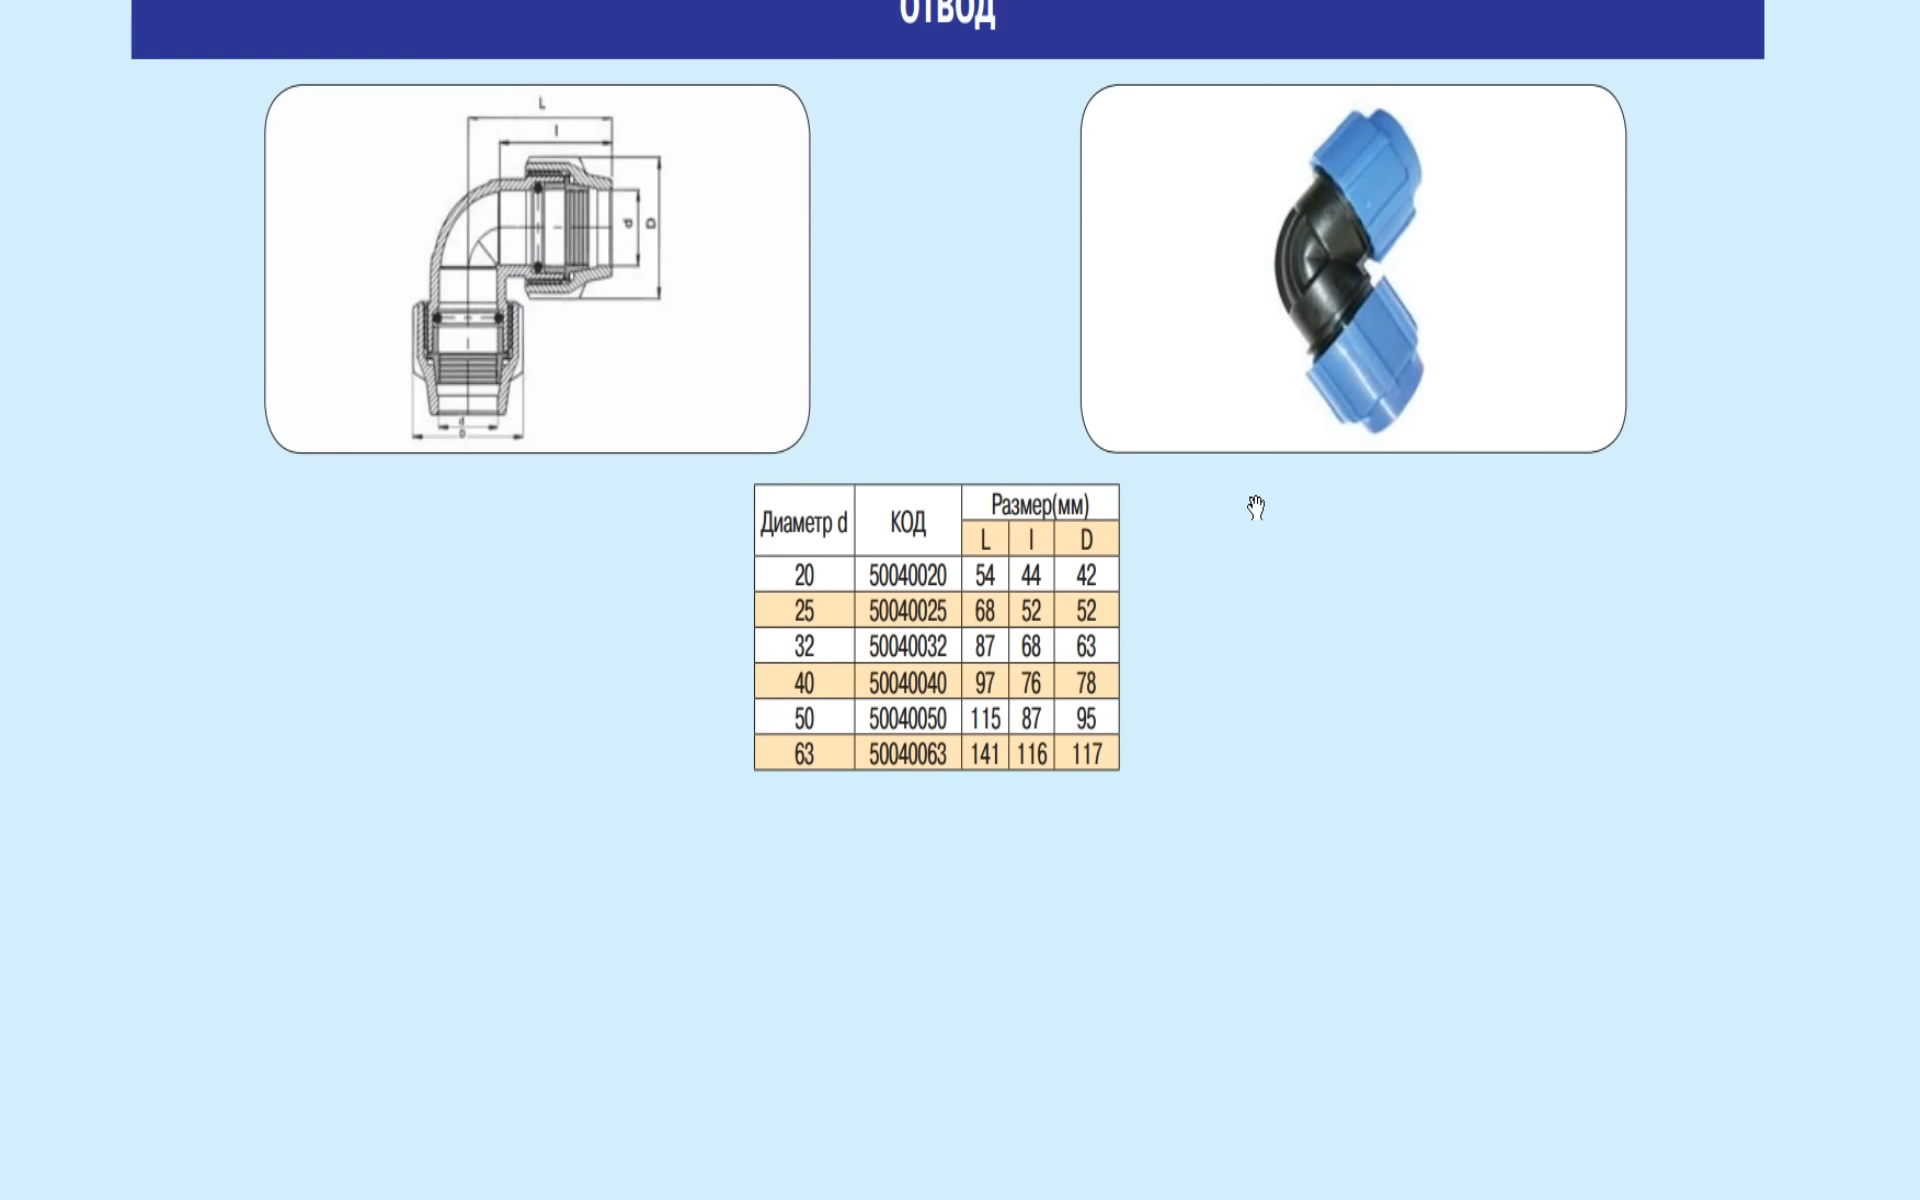 ОТВОД
L
l
d
D
d
D
Диаметр d КОД Размер(мм)
L l D
20 50040020 54 44 42
25 50040025 68 52 52
32 50040032 87 68 63
40 50040040 97 76 78
50 50040050 115 87 95
63 50040063 141 116 117